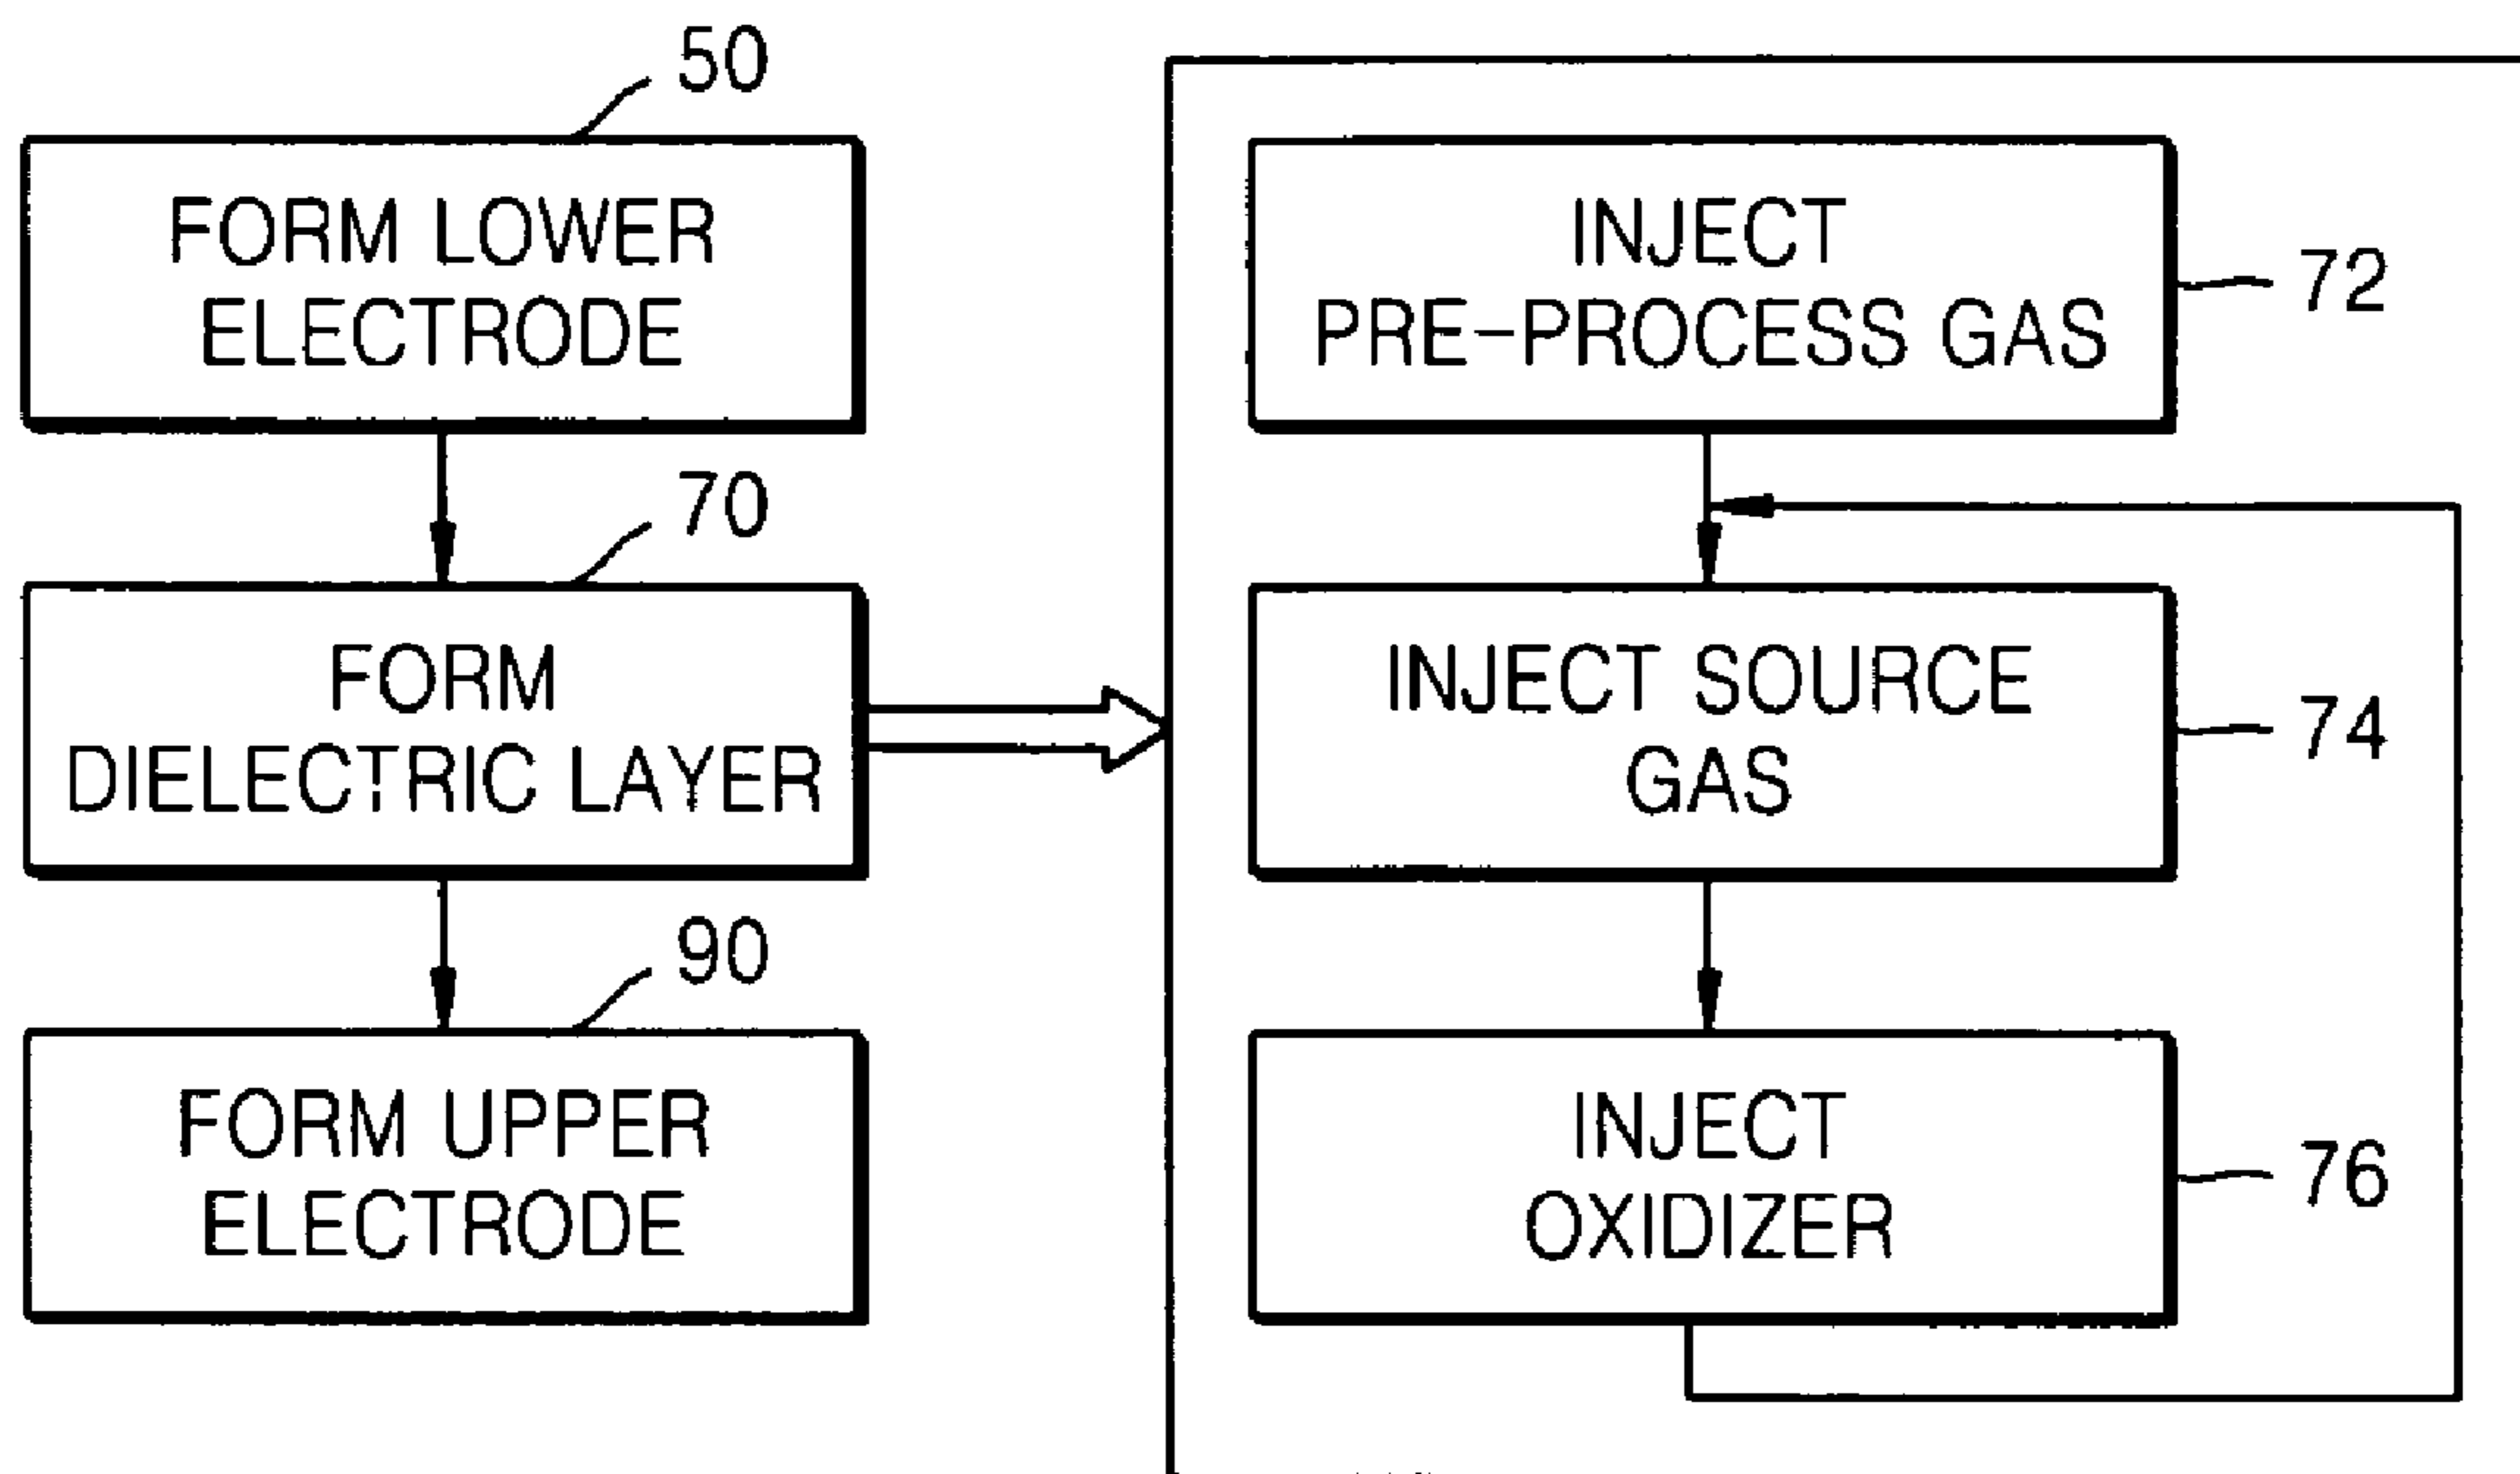 50
FORM LOWER
ELECTRODE
70
FORM
DIELECTRIC LAYER
90
FORM UPPER
ELECTRODE
INJECT
PRE-PROCESS GAS
72
INJECT SOURCE
GAS
74
INJECT
OXIDIZER
76